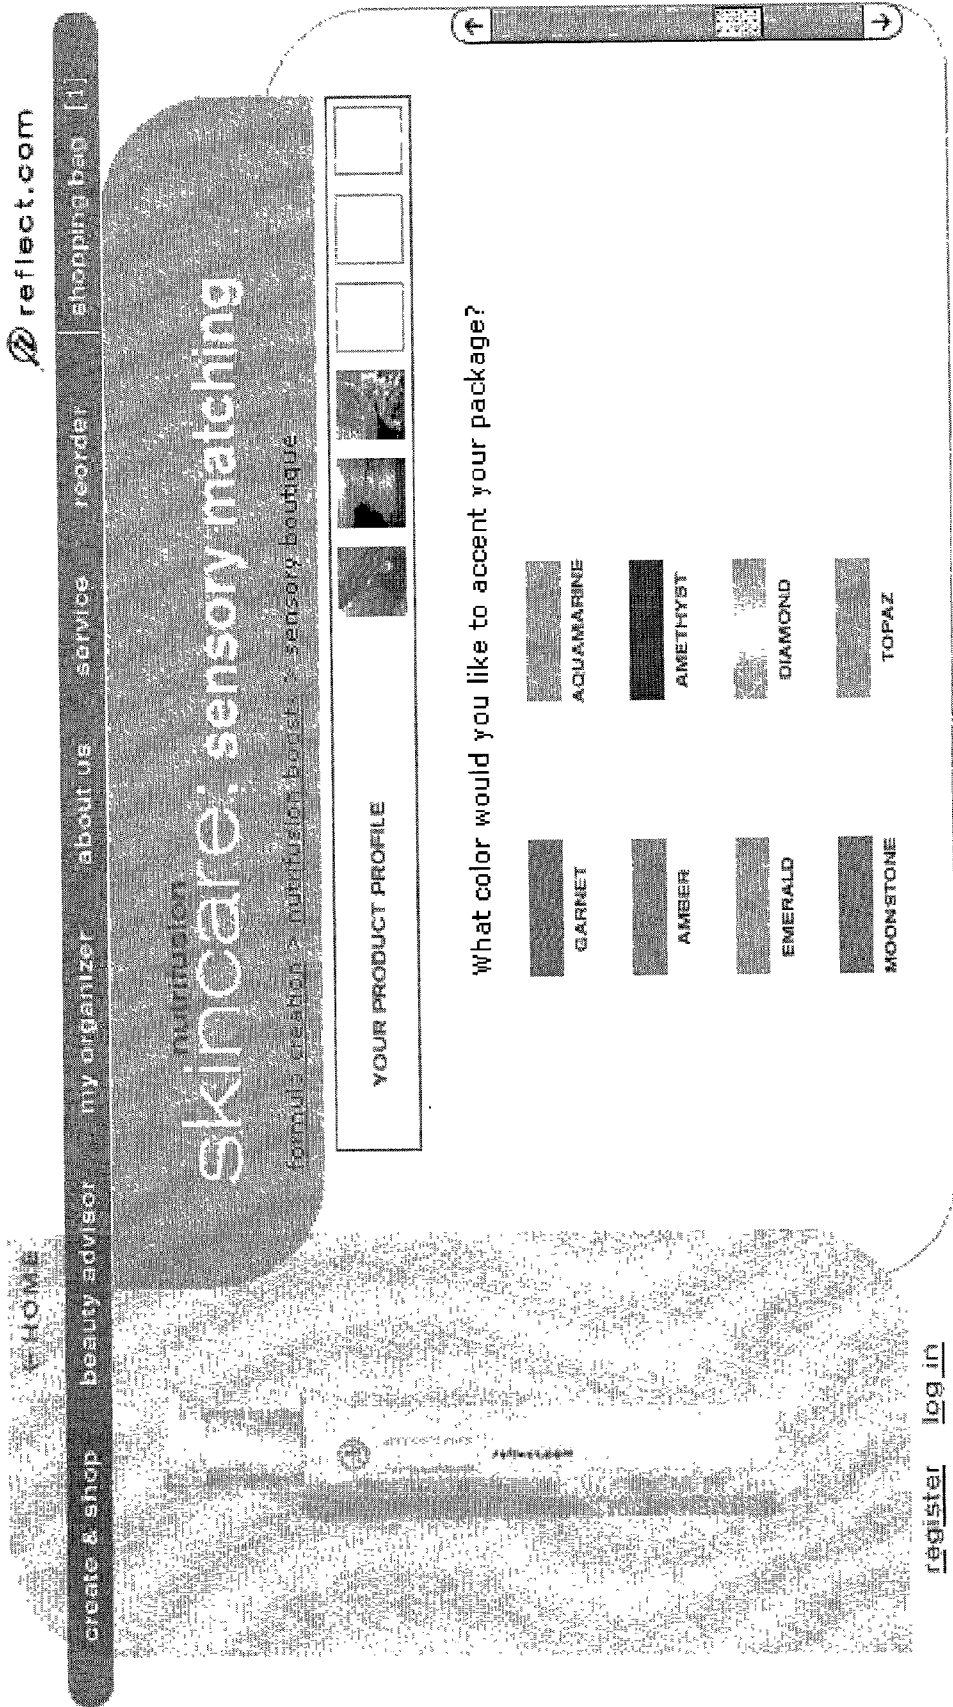 HOME
reflect.com
create & shop beauty advisor my organizer about us service reorder shopping bag [1]
nutrifusion
skincare: sensory matching
formula creation > nutrifusion boosts > sensory boutique
YOUR PRODUCT PROFILE
What color would you like to accent your package?
GARNET AQUAMARINE
AMBER AMETHYST
EMERALD DIAMOND
MOONSTONE TOPAZ
register log in